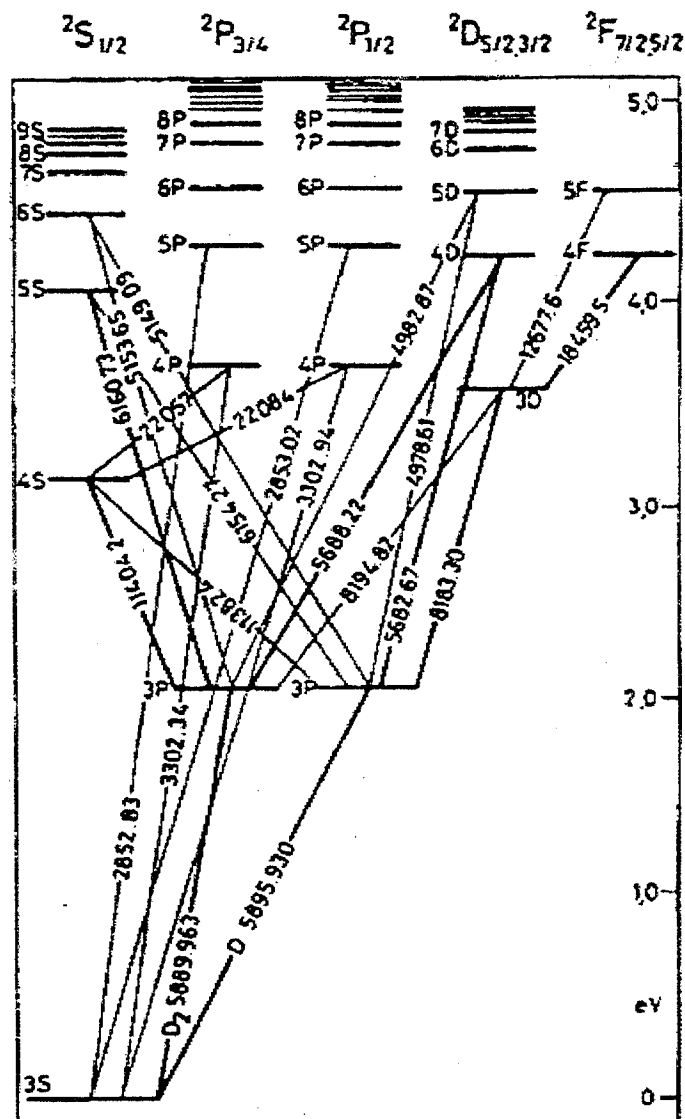 ²S1/2 ²P3/4 ²P1/2 ²D5/2,3/2 ²F7/2,5/2
5,0
9S 8P 8P 7D
8S 7P 7P 6D
7S
6S 6P 6P 5D 5F
5P 5P 4D 4F
5S 4,0
5149.09
5153.65
6160.73
4982.87
12677.6
18459.5
4P 4P 3D
22057
22084
2853.02
3302.94
4978.61
4S 3,0
6154.27
5688.22
8194.82
5682.67
8183.30
11404.2
11382.4
3P 3P 2,0
3302.34
2852.83
D2 5889.963
D 5895.930
1,0
eV
3S 0